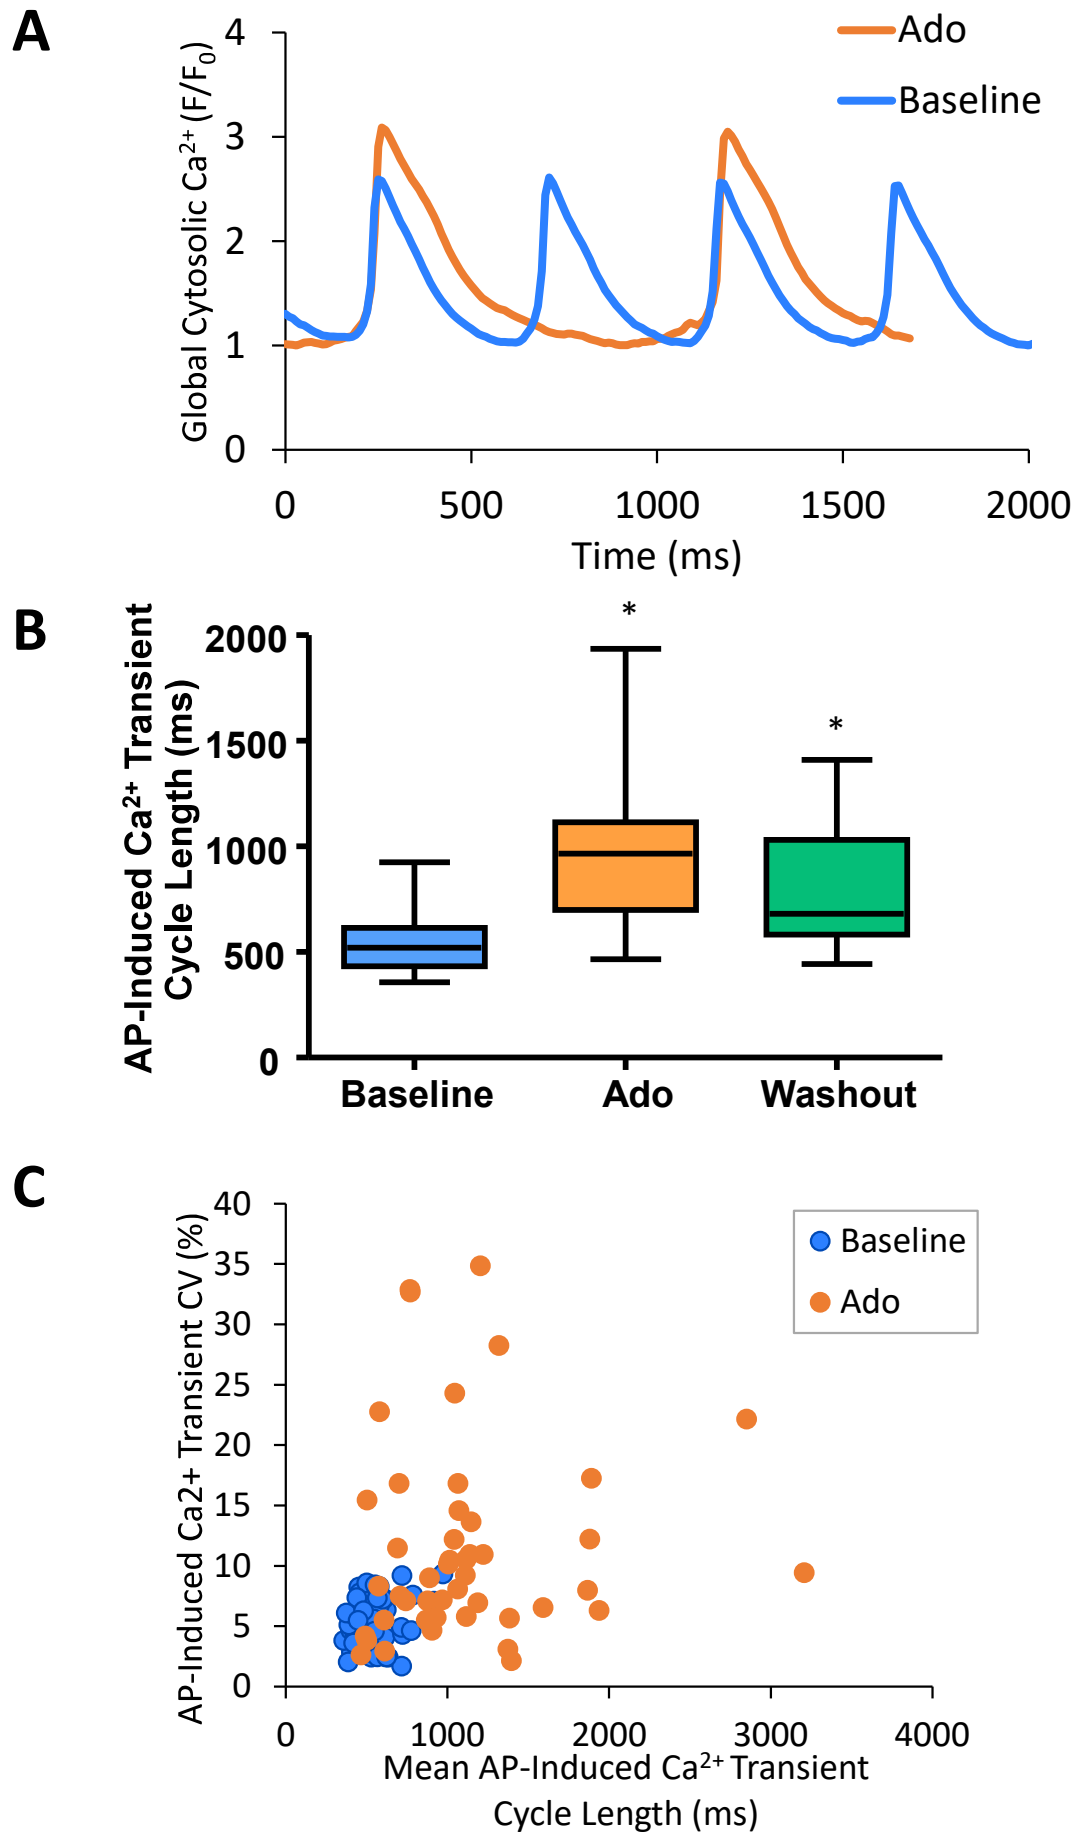 A
Ado
Baseline
Global Cytosolic Ca²⁺ (F/F₀)
4
3
2
1
0
0 500 1000 1500 2000
Time (ms)
B
AP-Induced Ca²⁺ Transient
Cycle Length (ms)
2000
1500
1000
500
0
*
*
Baseline Ado Washout
C
AP-Induced Ca2+ Transient CV (%)
40
35
30
25
20
15
10
5
0
Baseline
Ado
0 1000 2000 3000 4000
Mean AP-Induced Ca²⁺ Transient
Cycle Length (ms)